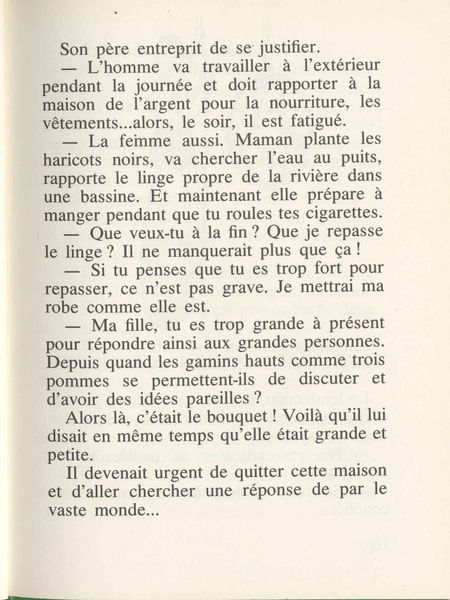 Son père entreprit de se justifier.
— L'homme va travailler à l'extérieur
pendant la journée et doit rapporter à la
maison de l'argent pour la nourriture, les
vêtements...alors, le soir, il est fatigué.
— La femme aussi. Maman plante les
haricots noirs, va chercher l'eau au puits,
rapporte le linge propre de la rivière dans
une bassine. Et maintenant elle prépare à
manger pendant que tu roules tes cigarettes.
— Que veux-tu à la fin ? Que je repasse
le linge ? Il ne manquerait plus que ça !
— Si tu penses que tu es trop fort pour
repasser, ce n'est pas grave. Je mettrai ma
robe comme elle est.
— Ma fille, tu es trop grande à présent
pour répondre ainsi aux grandes personnes.
Depuis quand les gamins hauts comme trois
pommes se permettent-ils de discuter et
d'avoir des idées pareilles ?
Alors là, c'était le bouquet ! Voilà qu'il lui
disait en même temps qu'elle était grande et
petite.
Il devenait urgent de quitter cette maison
et d'aller chercher une réponse de par le
vaste monde...